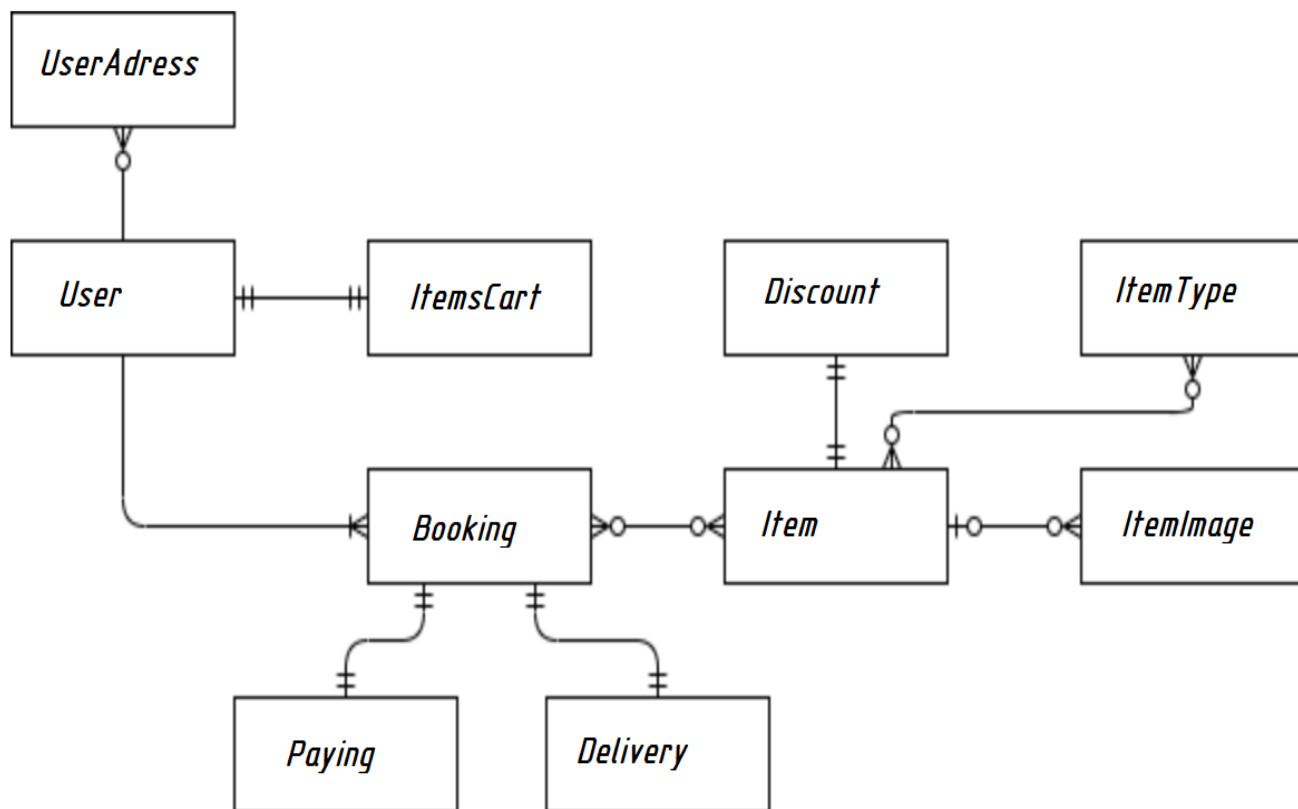 UserAdress
User
ItemsCart
Discount
ItemType
Booking
Item
ItemImage
Paying
Delivery